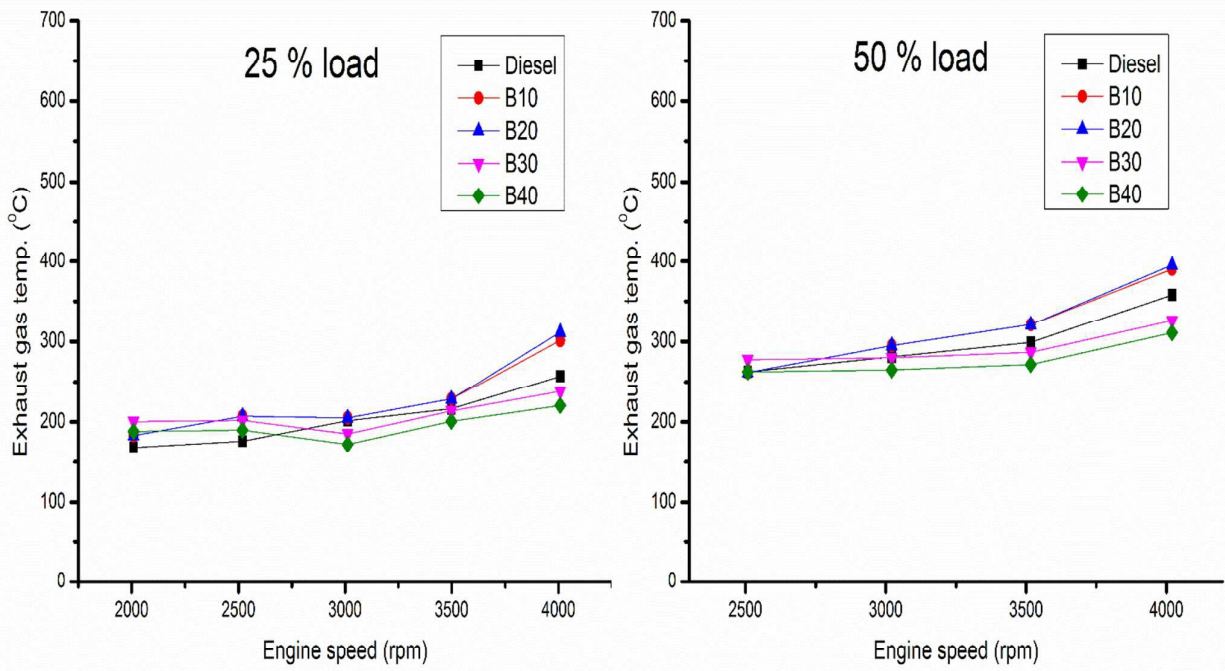 25 % load
Diesel
B10
B20
B30
B40
Exhaust gas temp. (°C)
700
600
500
400
300
200
100
0
2000 2500 3000 3500 4000
Engine speed (rpm)
50 % load
Diesel
B10
B20
B30
B40
Exhaust gas temp. (°C)
700
600
500
400
300
200
100
0
2500 3000 3500 4000
Engine speed (rpm)